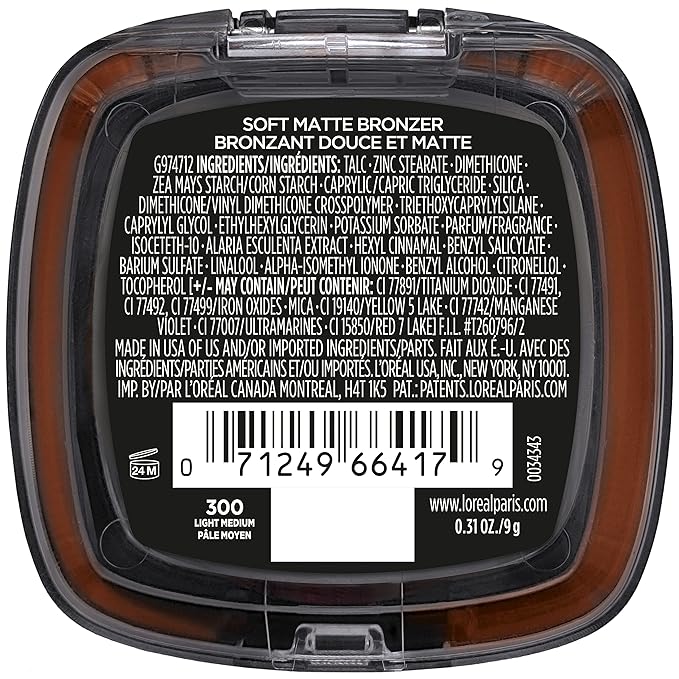 SOFT MATTE BRONZER
BRONZANT DOUCE ET MATTE
G974712 INGREDIENTS/INGRÉDIENTS: TALC • ZINC STEARATE • DIMETHICONE •
ZEA MAYS STARCH/CORN STARCH • CAPRYLIC/CAPRIC TRIGLYCERIDE • SILICA •
DIMETHICONE/VINYL DIMETHICONE CROSSPOLYMER • TRIETHOXYCAPRYLYLSILANE •
CAPRYLYL GLYCOL • ETHYLHEXYLGLYCERIN • POTASSIUM SORBATE • PARFUM/FRAGRANCE •
ISOCETETH-10 • ALARIA ESCULENTA EXTRACT • HEXYL CINNAMAL • BENZYL SALICYLATE •
BARIUM SULFATE • LINALOOL • ALPHA-ISOMETHYL IONONE • BENZYL ALCOHOL • CITRONELLOL •
TOCOPHEROL [+/- MAY CONTAIN/PEUT CONTENIR: CI 77891/TITANIUM DIOXIDE • CI 77491,
CI 77492, CI 77499/IRON OXIDES • MICA • CI 19140/YELLOW 5 LAKE • CI 77742/MANGANESE
VIOLET • CI 77007/ULTRAMARINES • CI 15850/RED 7 LAKE] F.I.L. #T260796/2
MADE IN USA OF US AND/OR IMPORTED INGREDIENTS/PARTS. FAIT AUX É.-U. AVEC DES
INGRÉDIENTS/PARTIES AMÉRICAINS ET/OU IMPORTÉS. L'ORÉAL USA, INC., NEW YORK, NY 10001.
IMP. BY/PAR L'ORÉAL CANADA MONTREAL, H4T 1K5 PAT.: PATENTS.LOREALPARIS.COM
24 M
0 71249 66417 9
0034343
300
LIGHT MEDIUM
PÂLE MOYEN
www.lorealparis.com
0.31 OZ./9 g